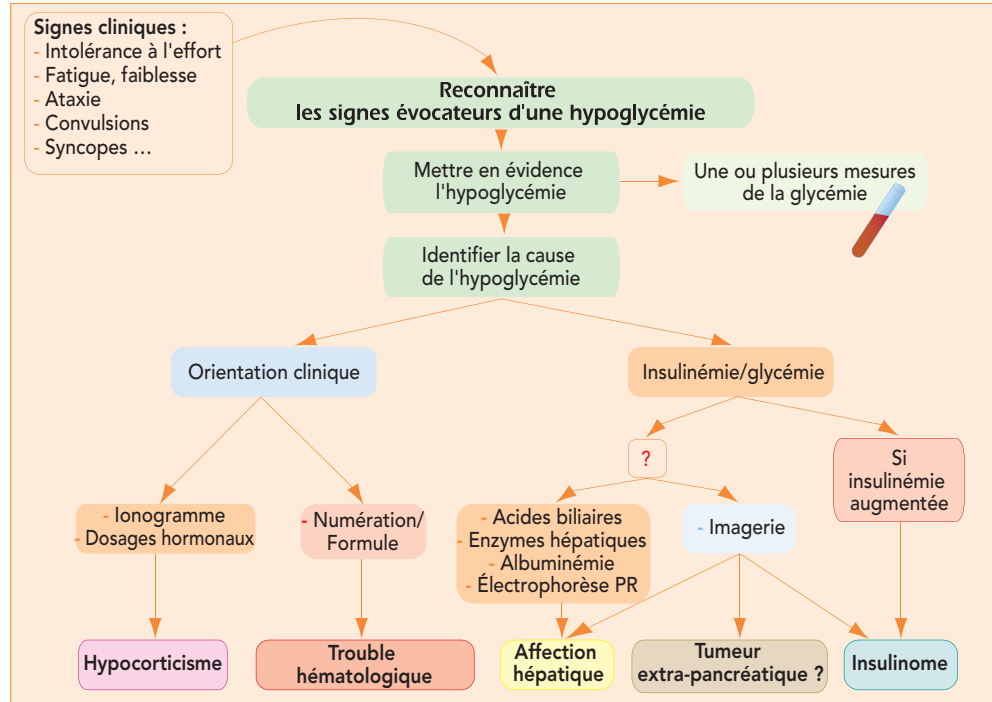 Signes cliniques :
- Intolérance à l'effort
- Fatigue, faiblesse
- Ataxie
- Convulsions
- Syncopes ...
Reconnaître
les signes évocateurs d'une hypoglycémie
Mettre en évidence
l'hypoglycémie
Une ou plusieurs mesures
de la glycémie
Identifier la cause
de l'hypoglycémie
Orientation clinique
Insulinémie/glycémie
?
Si
insulinémie
augmentée
- Ionogramme
- Dosages hormonaux
- Numération/
Formule
- Acides biliaires
- Enzymes hépatiques
- Albuminémie
- Électrophorèse PR
- Imagerie
Hypocorticisme
Trouble
hématologique
Affection
hépatique
Tumeur
extra-pancréatique ?
Insulinome